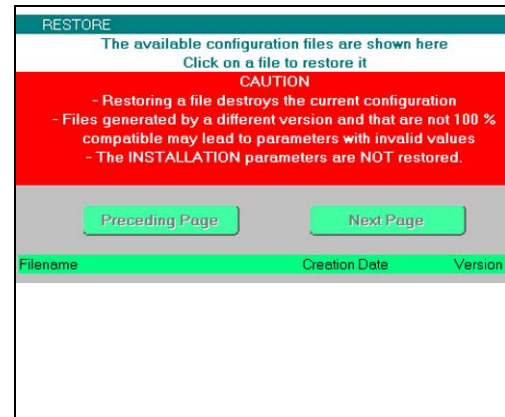 RESTORE
The available configuration files are shown here
Click on a file to restore it
CAUTION
- Restoring a file destroys the current configuration
- Files generated by a different version and that are not 100 %
compatible may lead to parameters with invalid values
- The INSTALLATION parameters are NOT restored.
Preceding Page Next Page
Filename Creation Date Version